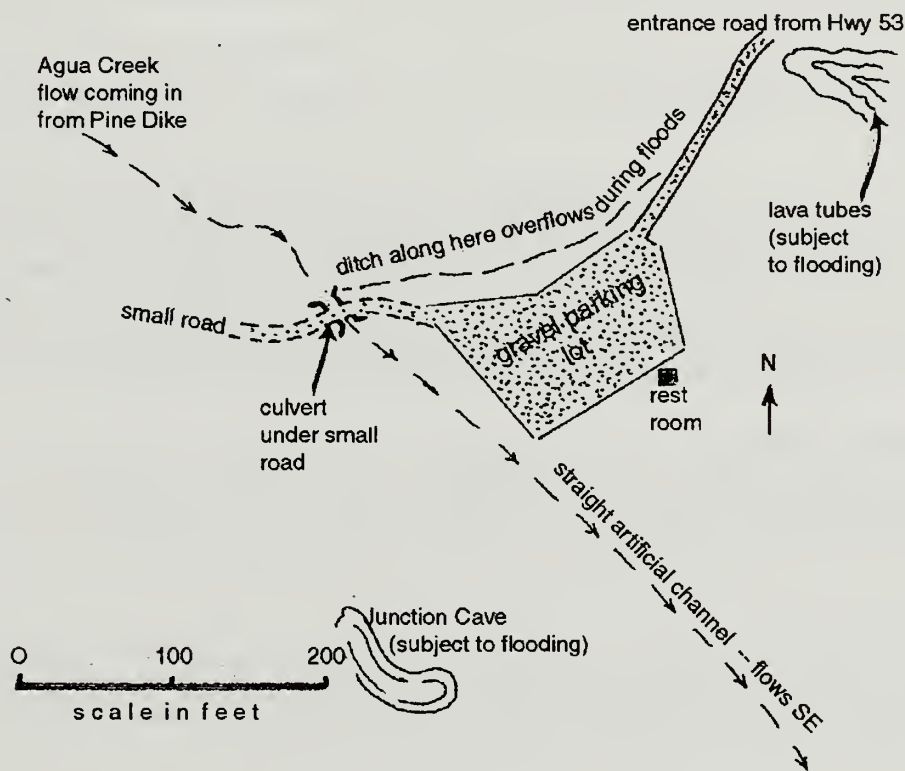 entrance road from Hwy 53
Agua Creek
flow coming in
from Pine Dike
ditch along here overflows during floods
lava tubes
(subject
to flooding)
small road
gravel parking
lot
N
rest
room
culvert
under small
road
straight artificial channel -- flows SE
Junction Cave
(subject to flooding)
O 100 200
scale in feet